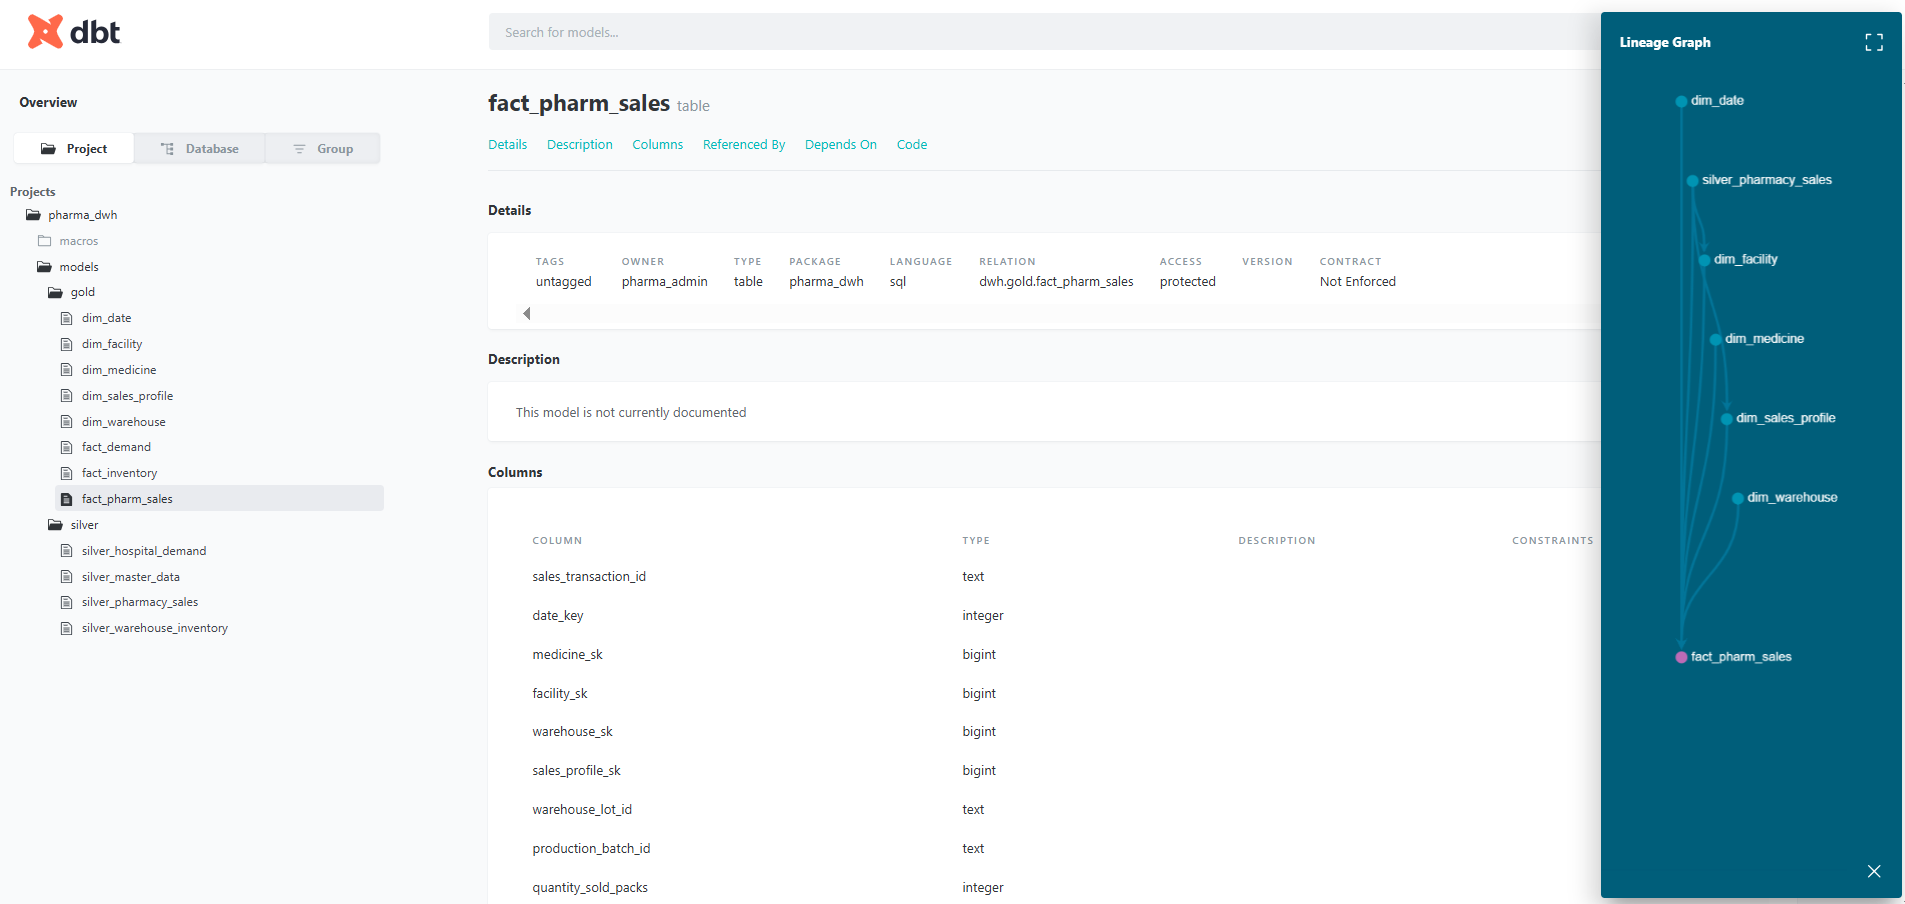 dbt
Search for models...
Overview
Project Database Group
Projects
pharma_dwh
macros
models
gold
dim_date
dim_facility
dim_medicine
dim_sales_profile
dim_warehouse
fact_demand
fact_inventory
fact_pharm_sales
silver
silver_hospital_demand
silver_master_data
silver_pharmacy_sales
silver_warehouse_inventory
fact_pharm_sales table
Details Description Columns Referenced By Depends On Code
Details
TAGS OWNER TYPE PACKAGE LANGUAGE RELATION ACCESS VERSION CONTRACT
untagged pharma_admin table pharma_dwh sql dwh.gold.fact_pharm_sales protected Not Enforced
Description
This model is not currently documented
Columns
COLUMN TYPE DESCRIPTION CONSTRAINTS
sales_transaction_id text
date_key integer
medicine_sk bigint
facility_sk bigint
warehouse_sk bigint
sales_profile_sk bigint
warehouse_lot_id text
production_batch_id text
quantity_sold_packs integer
Lineage Graph
dim_date
silver_pharmacy_sales
dim_facility
dim_medicine
dim_sales_profile
dim_warehouse
fact_pharm_sales